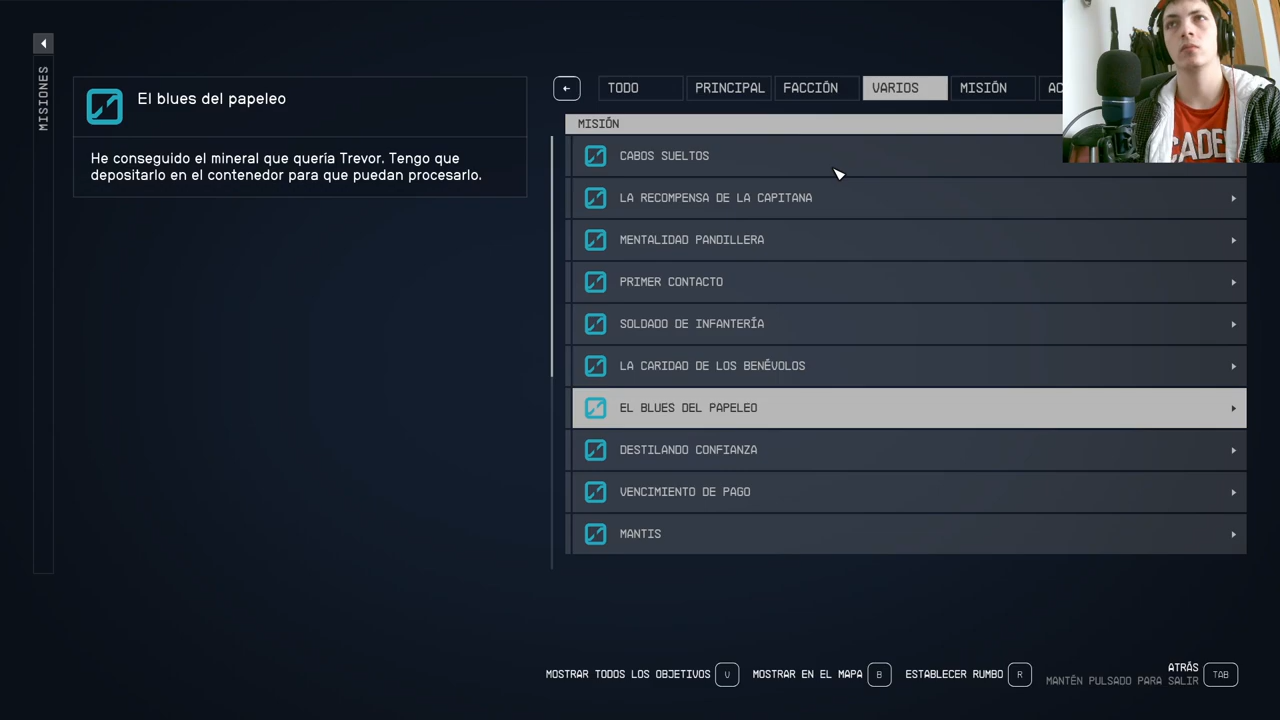 MISIONES
El blues del papeleo
He conseguido el mineral que quería Trevor. Tengo que
depositarlo en el contenedor para que puedan procesarlo.
TODO
PRINCIPAL
FACCIÓN
VARIOS
MISIÓN
MISIÓN
CABOS SUELTOS
LA RECOMPENSA DE LA CAPITANA
MENTALIDAD PANDILLERA
PRIMER CONTACTO
SOLDADO DE INFANTERÍA
LA CARIDAD DE LOS BENÉVOLOS
EL BLUES DEL PAPELEO
DESTILANDO CONFIANZA
VENCIMIENTO DE PAGO
MANTIS
MOSTRAR TODOS LOS OBJETIVOS U
MOSTRAR EN EL MAPA B
ESTABLECER RUMBO R
ATRÁS
MANTÉN PULSADO PARA SALIR
TAB